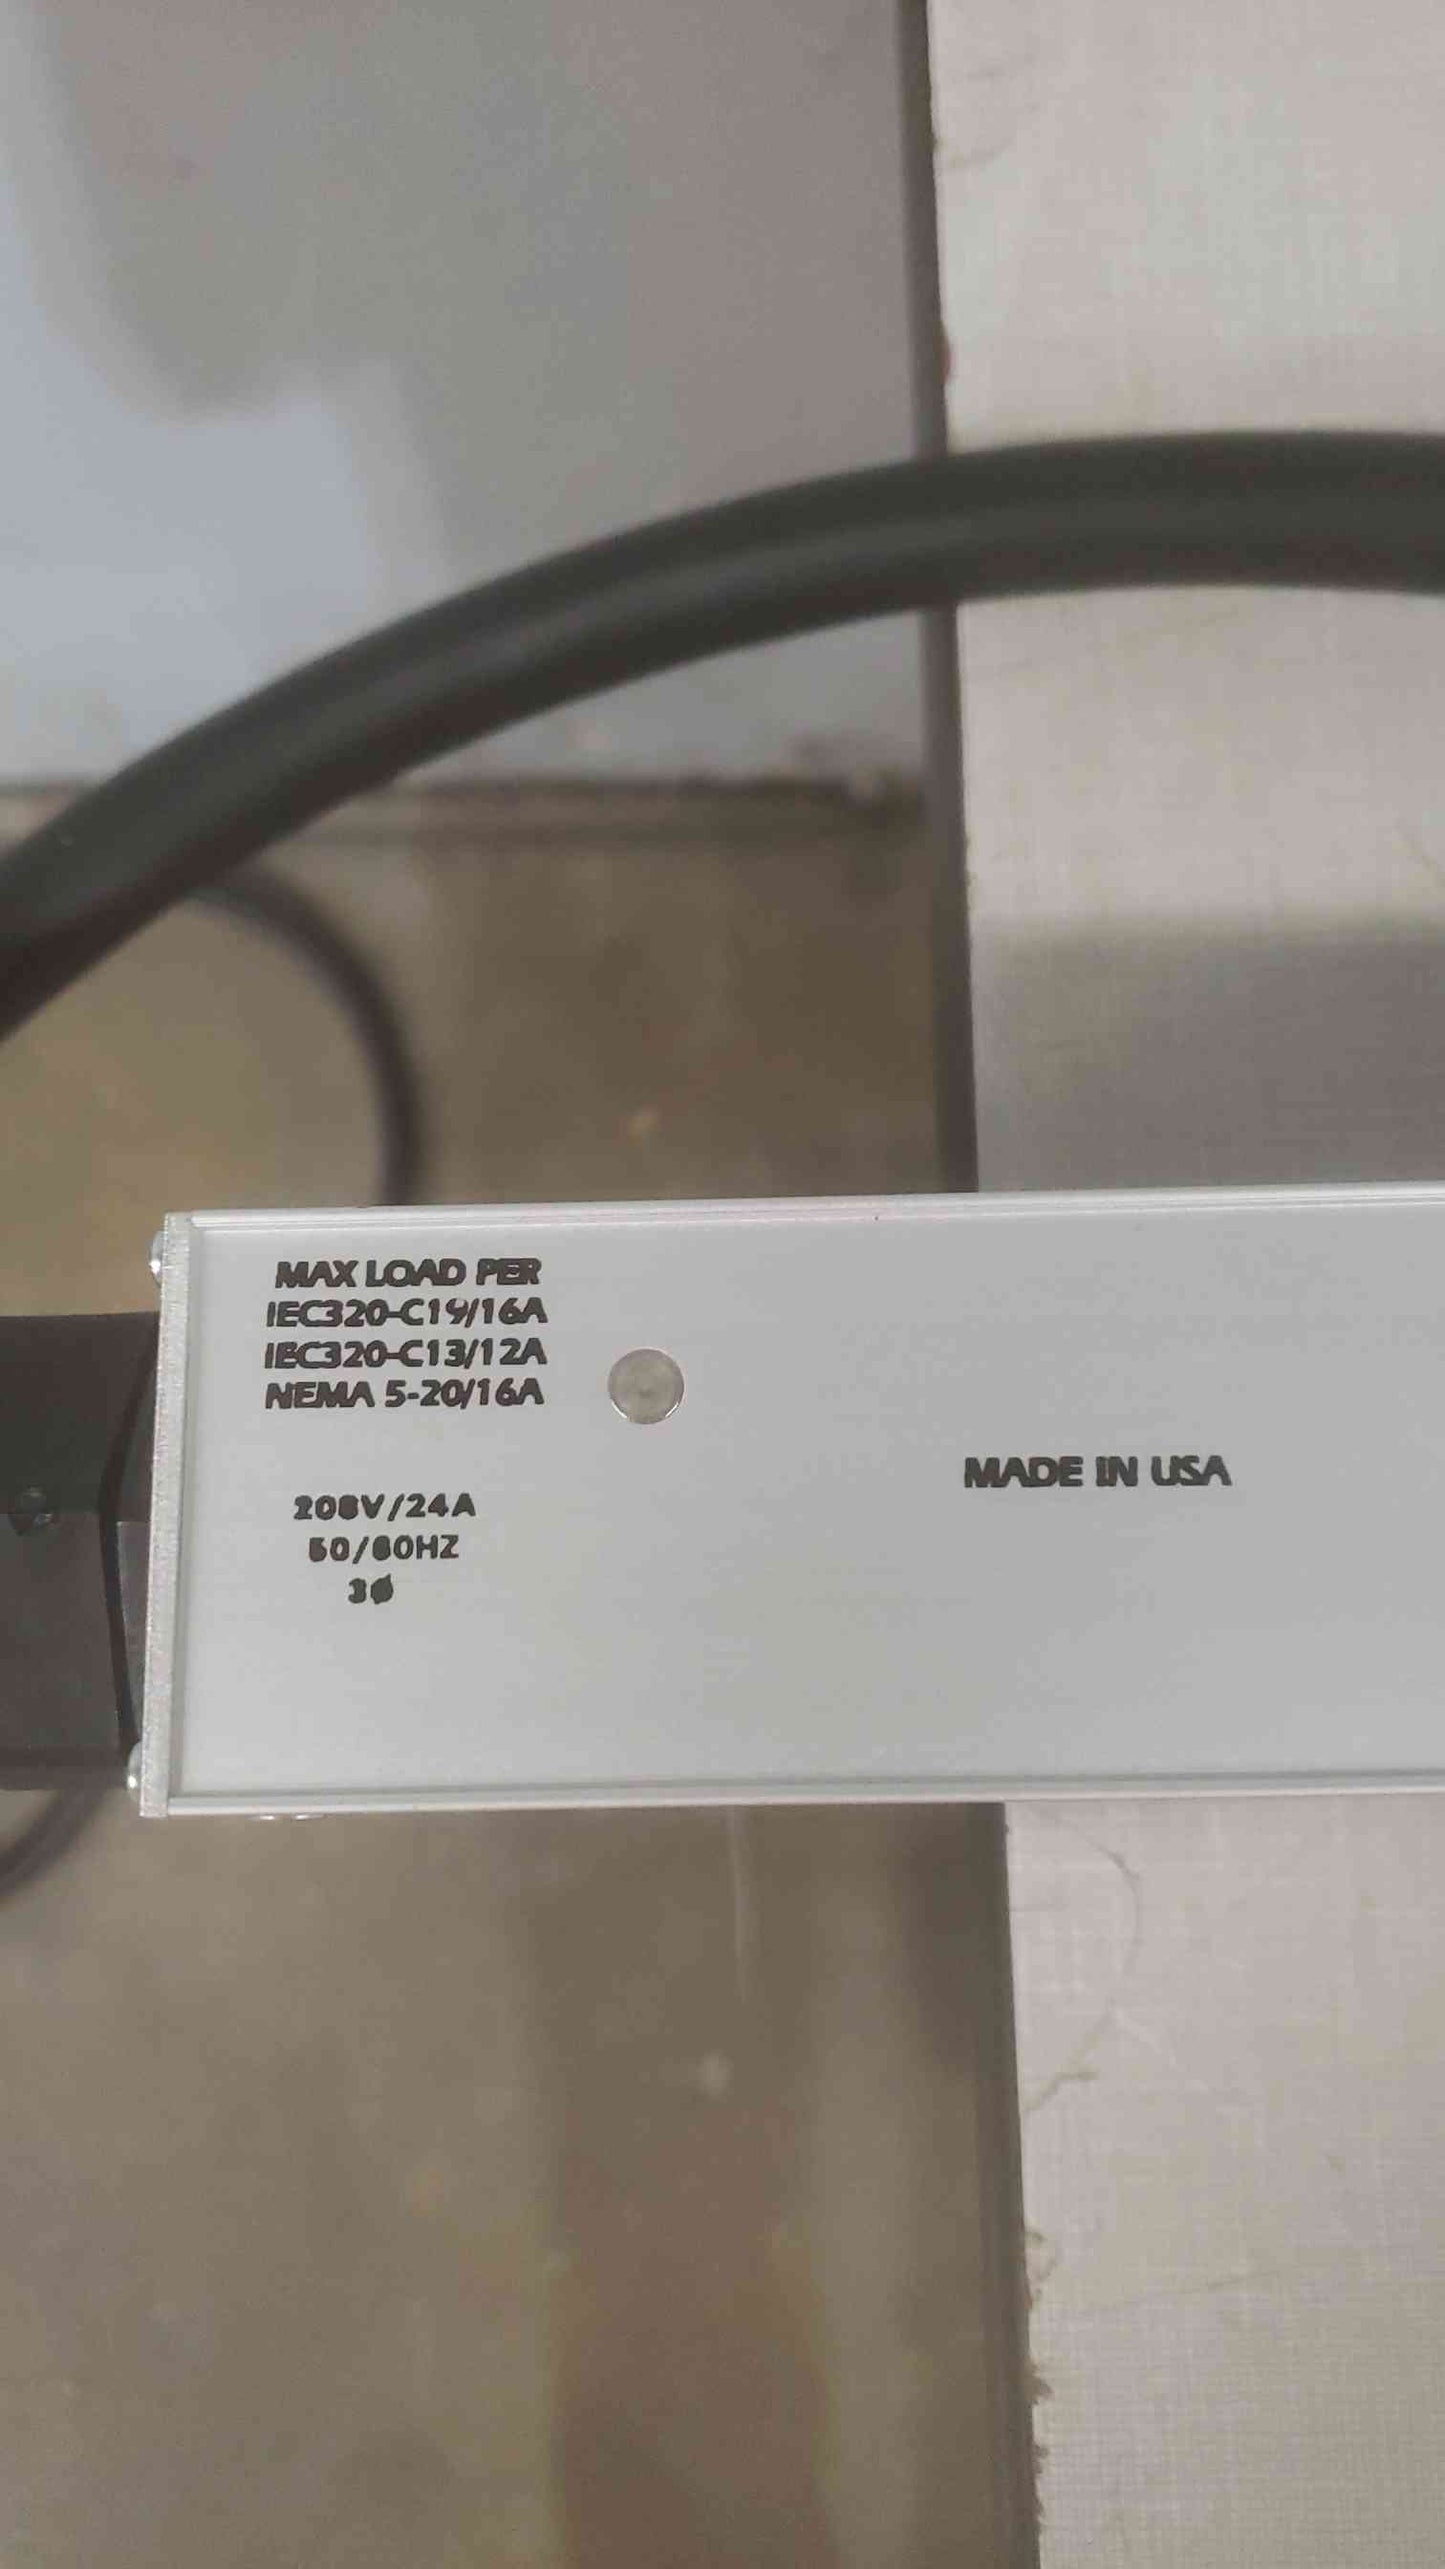 MAX LOAD PER
IEC320-C19/16A
IEC320-C13/12A
NEMA 5-20/16A
208V/24A
50/60HZ
3Ø
MADE IN USA